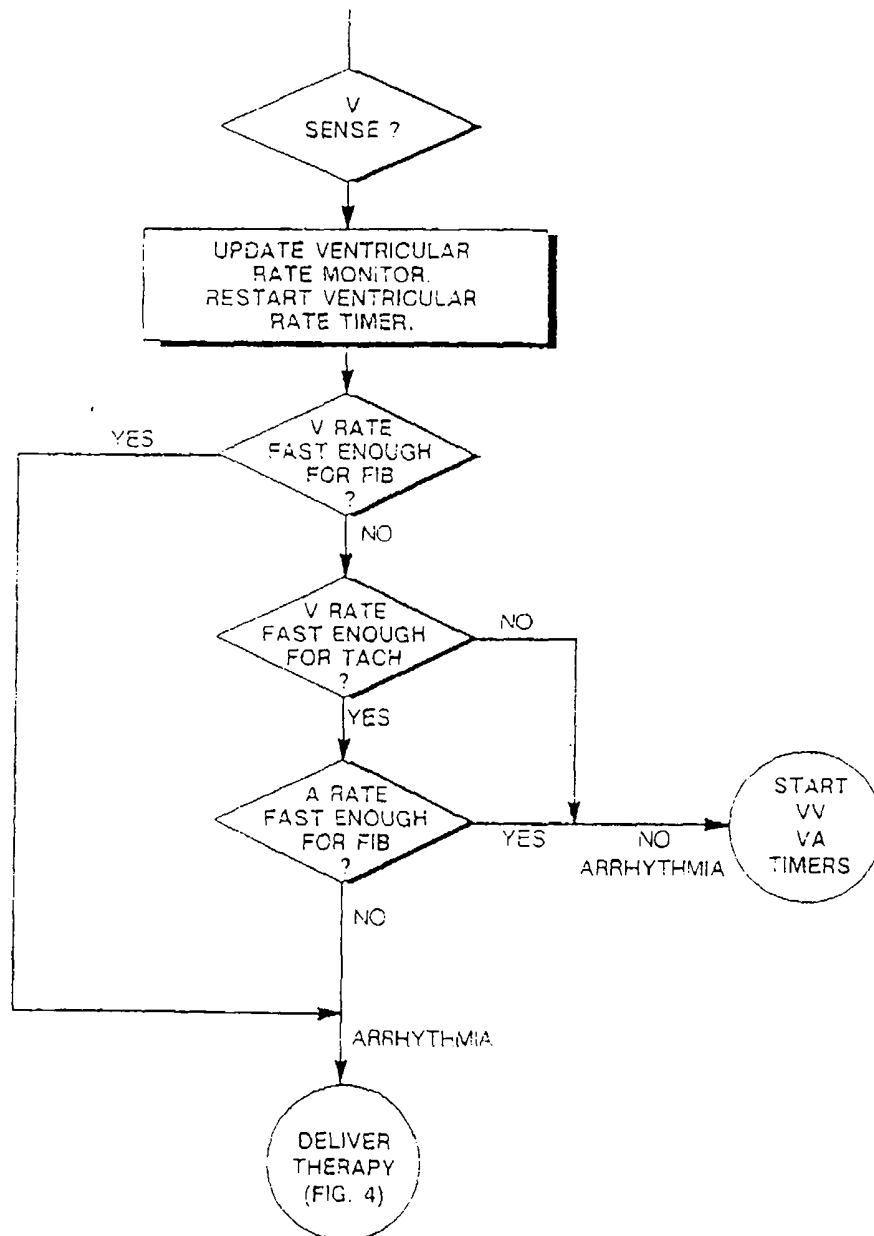 V
SENSE ?
UPDATE VENTRICULAR
RATE MONITOR.
RESTART VENTRICULAR
RATE TIMER.
V RATE
FAST ENOUGH
FOR FIB
?
YES
NO
V RATE
FAST ENOUGH
FOR TACH
?
NO
YES
A RATE
FAST ENOUGH
FOR FIB
?
YES
NO
ARRHYTHMIA
START
VV
VA
TIMERS
NO
ARRHYTHMIA
DELIVER
THERAPY
(FIG. 4)